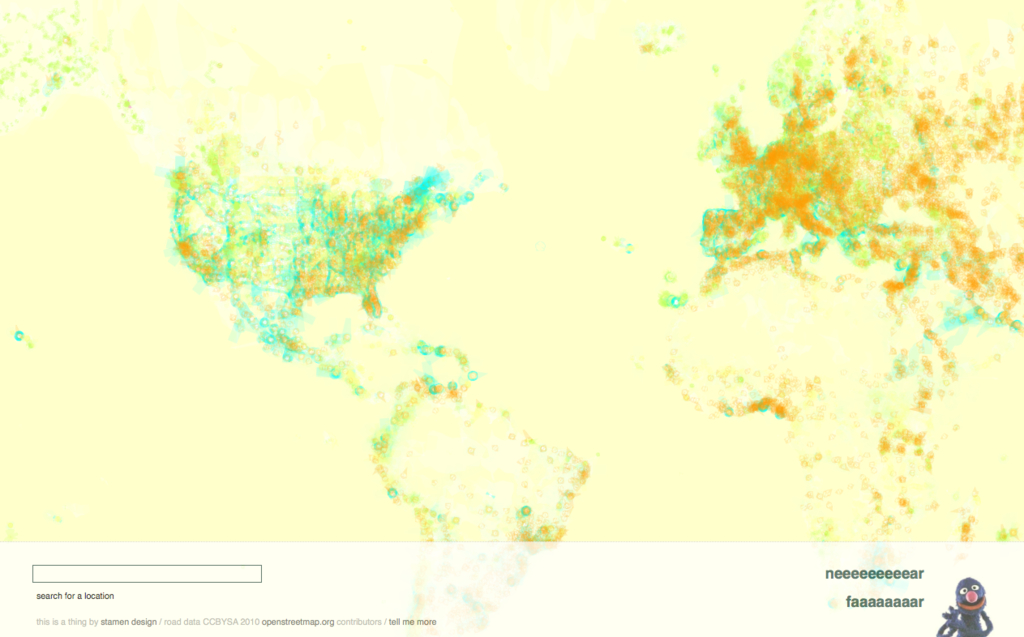 neeeeeeeeear
search for a location
faaaaaaaar
this is a thing by stamen design / road data CCBYSA 2010 openstreetmap.org contributors / tell me more